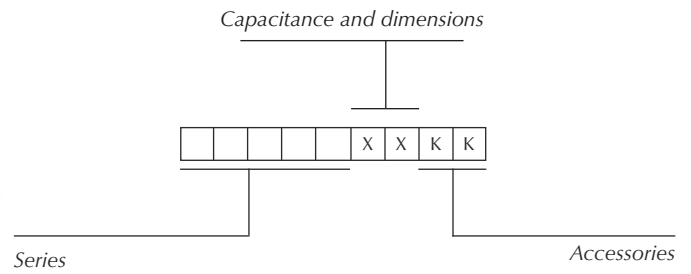 Capacitance and dimensions
X X K K
Accessories
Series